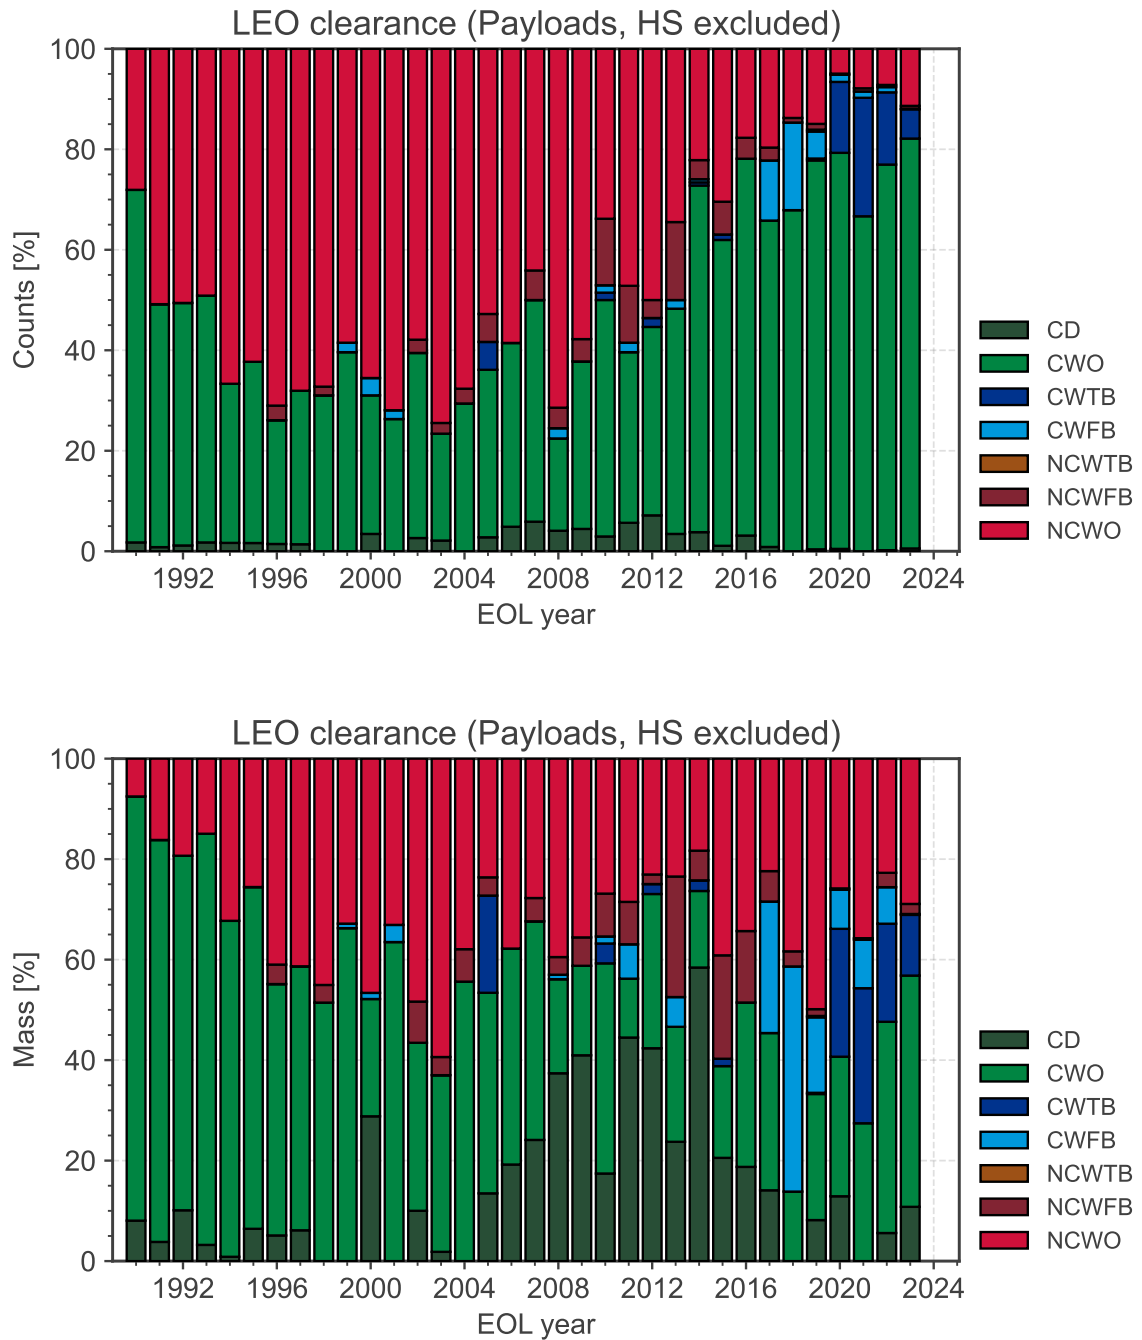 LEO clearance (Payloads, HS excluded)
100
80
60
40
20
0
Counts [%]
1992 1996 2000 2004 2008 2012 2016 2020 2024
EOL year
CD
CWO
CWTB
CWFB
NCWTB
NCWFB
NCWO
LEO clearance (Payloads, HS excluded)
100
80
60
40
20
0
Mass [%]
1992 1996 2000 2004 2008 2012 2016 2020 2024
EOL year
CD
CWO
CWTB
CWFB
NCWTB
NCWFB
NCWO